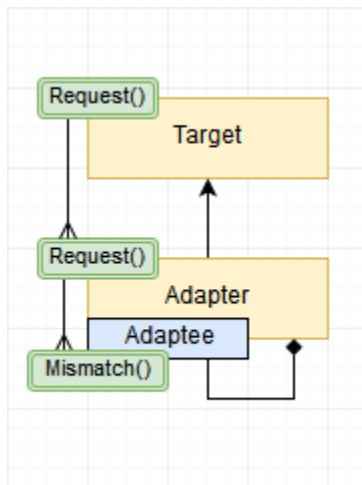 Request()
Target
Request()
Adapter
Adaptee
Mismatch()